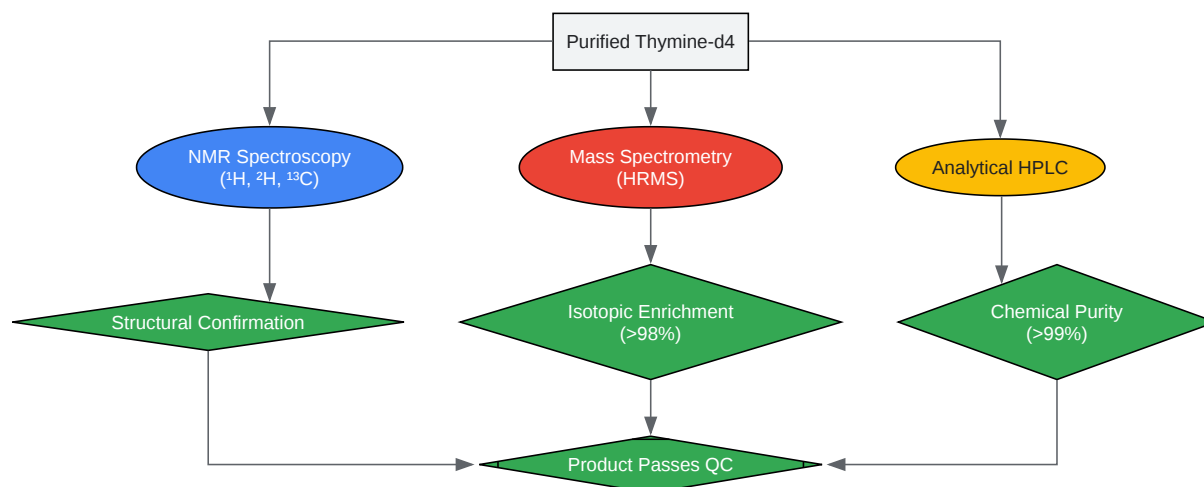 Purified Thymine-d4
NMR Spectroscopy
(¹H, ²H, ¹³C)
Mass Spectrometry
(HRMS)
Analytical HPLC
Structural Confirmation
Isotopic Enrichment
(>98%)
Chemical Purity
(>99%)
Product Passes QC